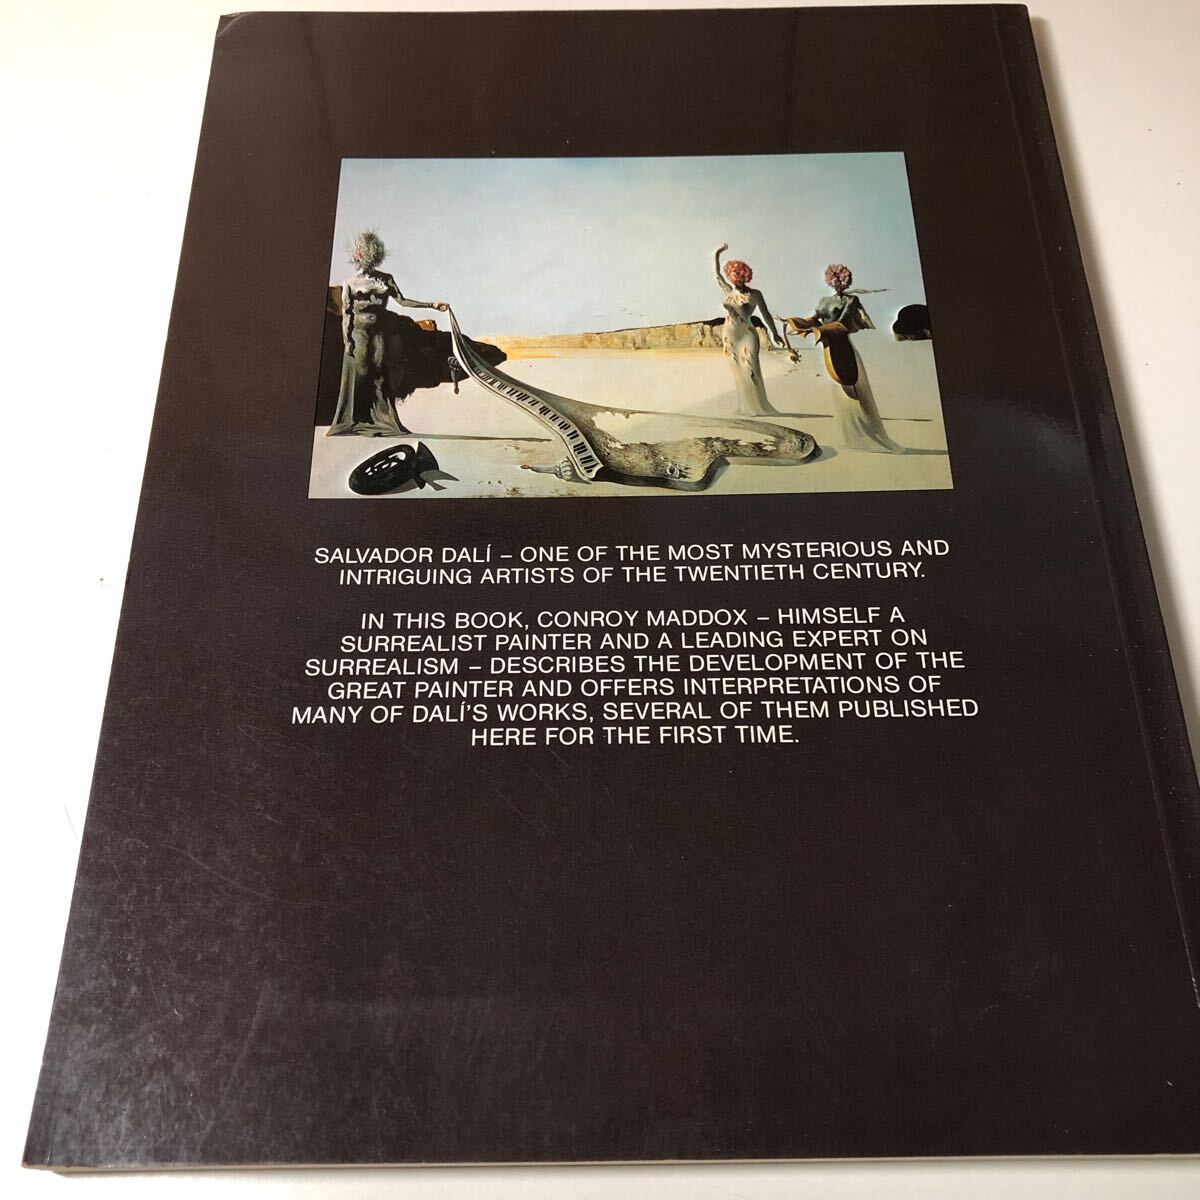 SALVADOR DALÍ – ONE OF THE MOST MYSTERIOUS AND
INTRIGUING ARTISTS OF THE TWENTIETH CENTURY.
IN THIS BOOK, CONROY MADDOX – HIMSELF A
SURREALIST PAINTER AND A LEADING EXPERT ON
SURREALISM – DESCRIBES THE DEVELOPMENT OF THE
GREAT PAINTER AND OFFERS INTERPRETATIONS OF
MANY OF DALÍ'S WORKS, SEVERAL OF THEM PUBLISHED
HERE FOR THE FIRST TIME.